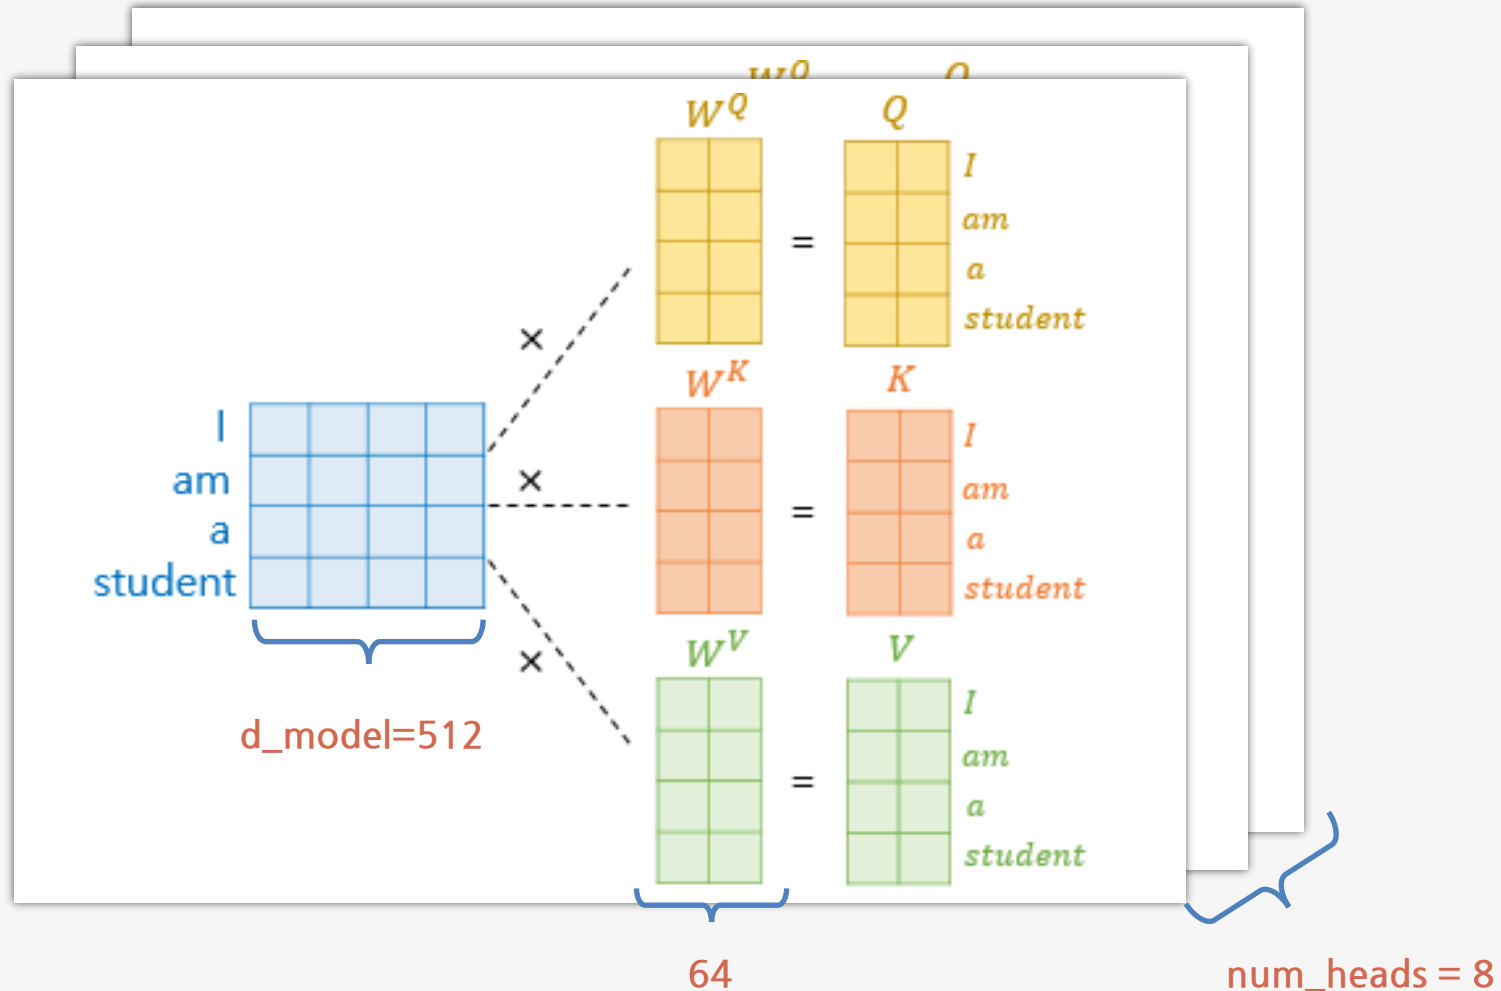 W^Q Q
W^Q Q
I
am
a
student
×
=
W^K K
I
am
a
student
×
=
I
am
a
student
W^V V
I
am
a
student
×
=
d_model=512
64
num_heads = 8